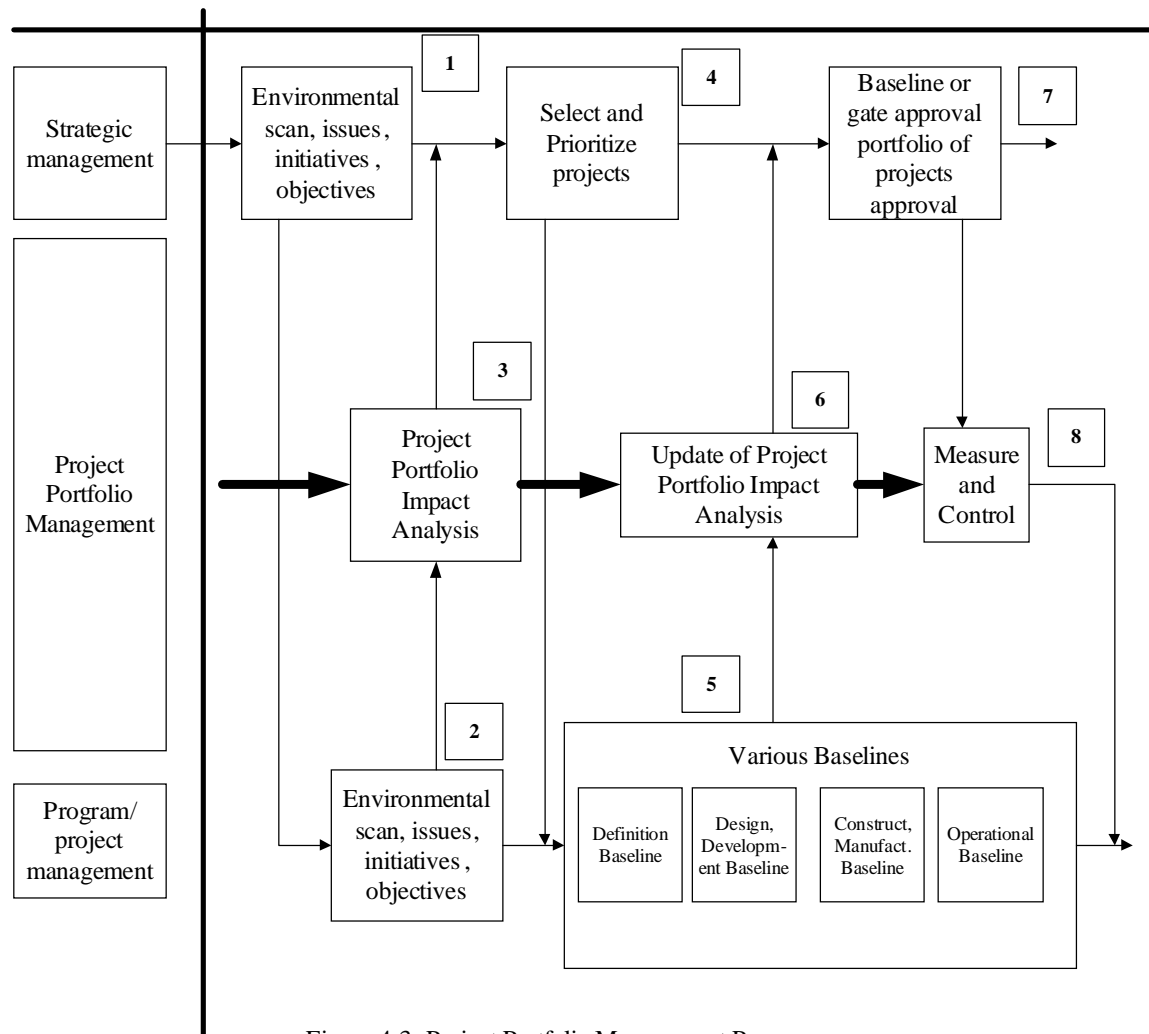 1
4
7
Strategic
management
Environmental
scan, issues,
initiatives ,
objectives
Select and
Prioritize
projects
Baseline or
gate approval
portfolio of
projects
approval
3
6
8
Project
Portfolio
Management
Project
Portfolio
Impact
Analysis
Update of Project
Portfolio Impact
Analysis
Measure
and
Control
5
2
Program/
project
management
Environmental
scan, issues,
initiatives ,
objectives
Various Baselines
Definition
Baseline
Design,
Developm-
ent Baseline
Construct,
Manufact.
Baseline
Operational
Baseline
Project Portfolio Management